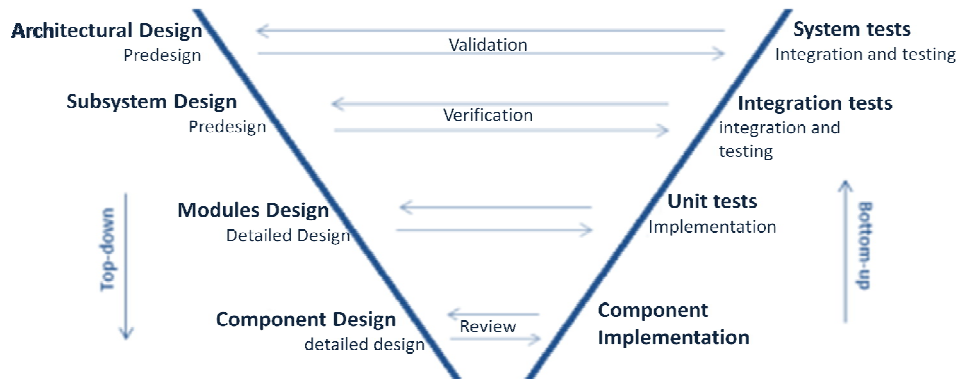 Architectural Design
Predesign
Validation
System tests
Integration and testing
Subsystem Design
Predesign
Verification
Integration tests
integration and
testing
Modules Design
Detailed Design
Unit tests
Implementation
Top-down
Bottom-up
Component Design
detailed design
Review
Component
Implementation